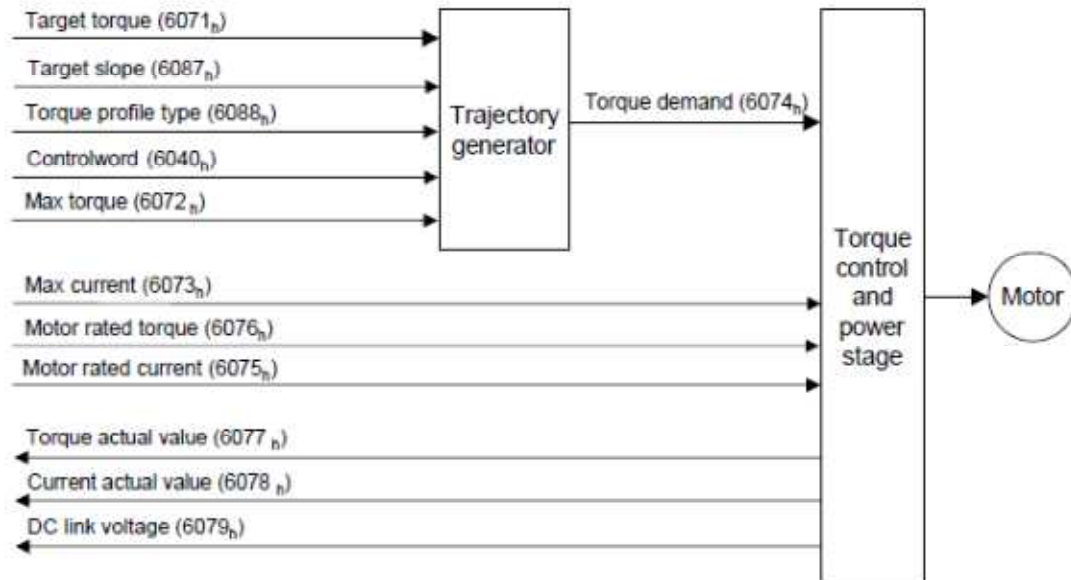 Target torque (6071h)
Target slope (6087h)
Torque profile type (6088h)
Controlword (6040h)
Max torque (6072h)
Trajectory
generator
Torque demand (6074h)
Max current (6073h)
Motor rated torque (6076h)
Motor rated current (6075h)
Torque
control
and
power
stage
Motor
Torque actual value (6077 h)
Current actual value (6078 h)
DC link voltage (6079h)